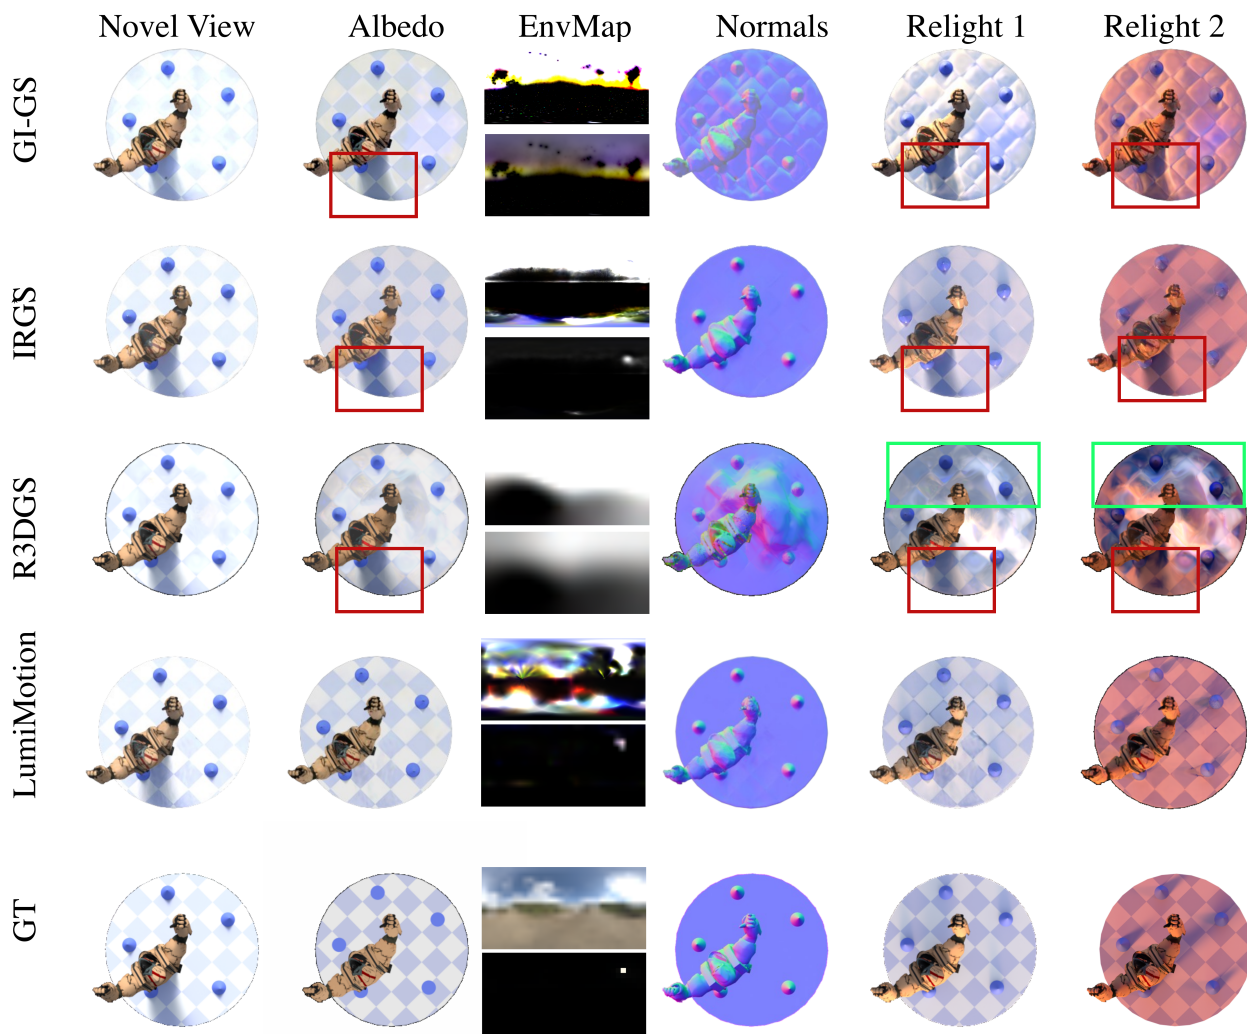 Novel View Albedo EnvMap Normals Relight 1 Relight 2
GI-GS
IRGS
R3DGS
LumiMotion
GT